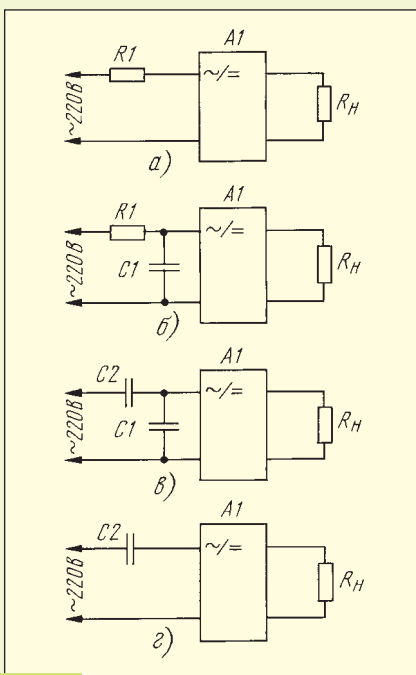 A1
R1
~/=
~220В
Rн
а)
A1
R1
~/=
~220В
C1
Rн
б)
A1
C2
~/=
~220В
C1
Rн
в)
A1
C2
~/=
~220В
Rн
г)